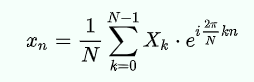 $x_n = \frac{1}{N} \sum_{k=0}^{N-1} X_k \cdot e^{i \frac{2\pi}{N} kn}$